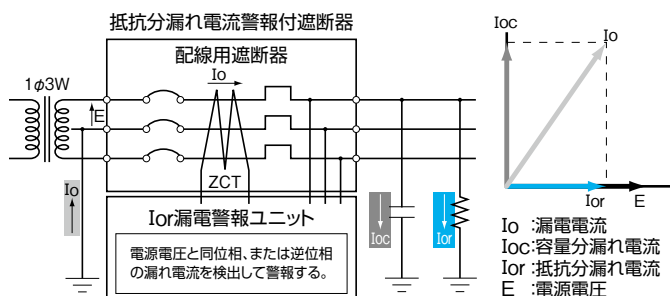 抵抗分漏れ電流警報付遮断器
配線用遮断器
1φ3W
Io
E
ZCT
Io
Ior漏電警報ユニット
電源電圧と同位相、または逆位相
の漏れ電流を検出して警報する。
Ioc
Ior
Ioc
Io
Ior
E
Io :漏電電流
Ioc:容量分漏れ電流
Ior :抵抗分漏れ電流
E :電源電圧